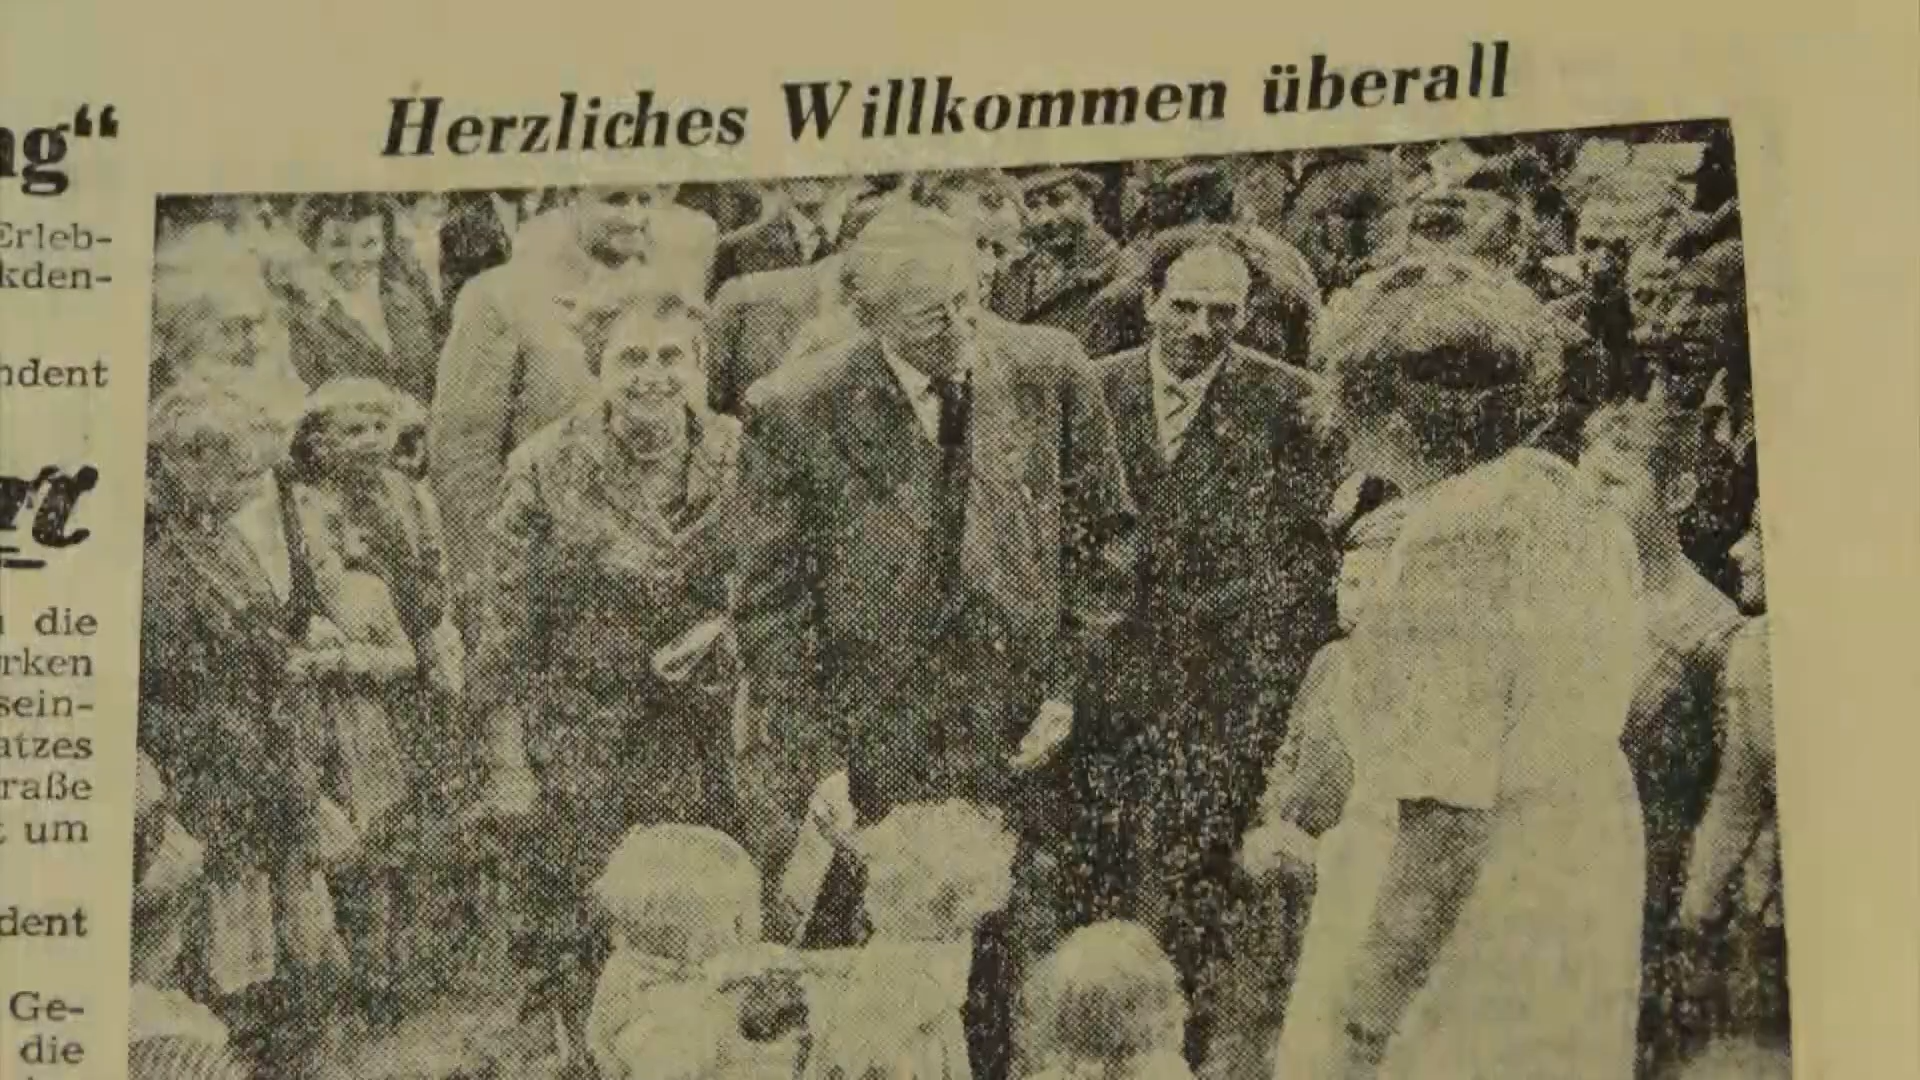 Herzliches Willkommen überall
ng“
Erleb-
kden-
ndent
die
rken
sein-
atzes
raße
um
dent
Ge-
die